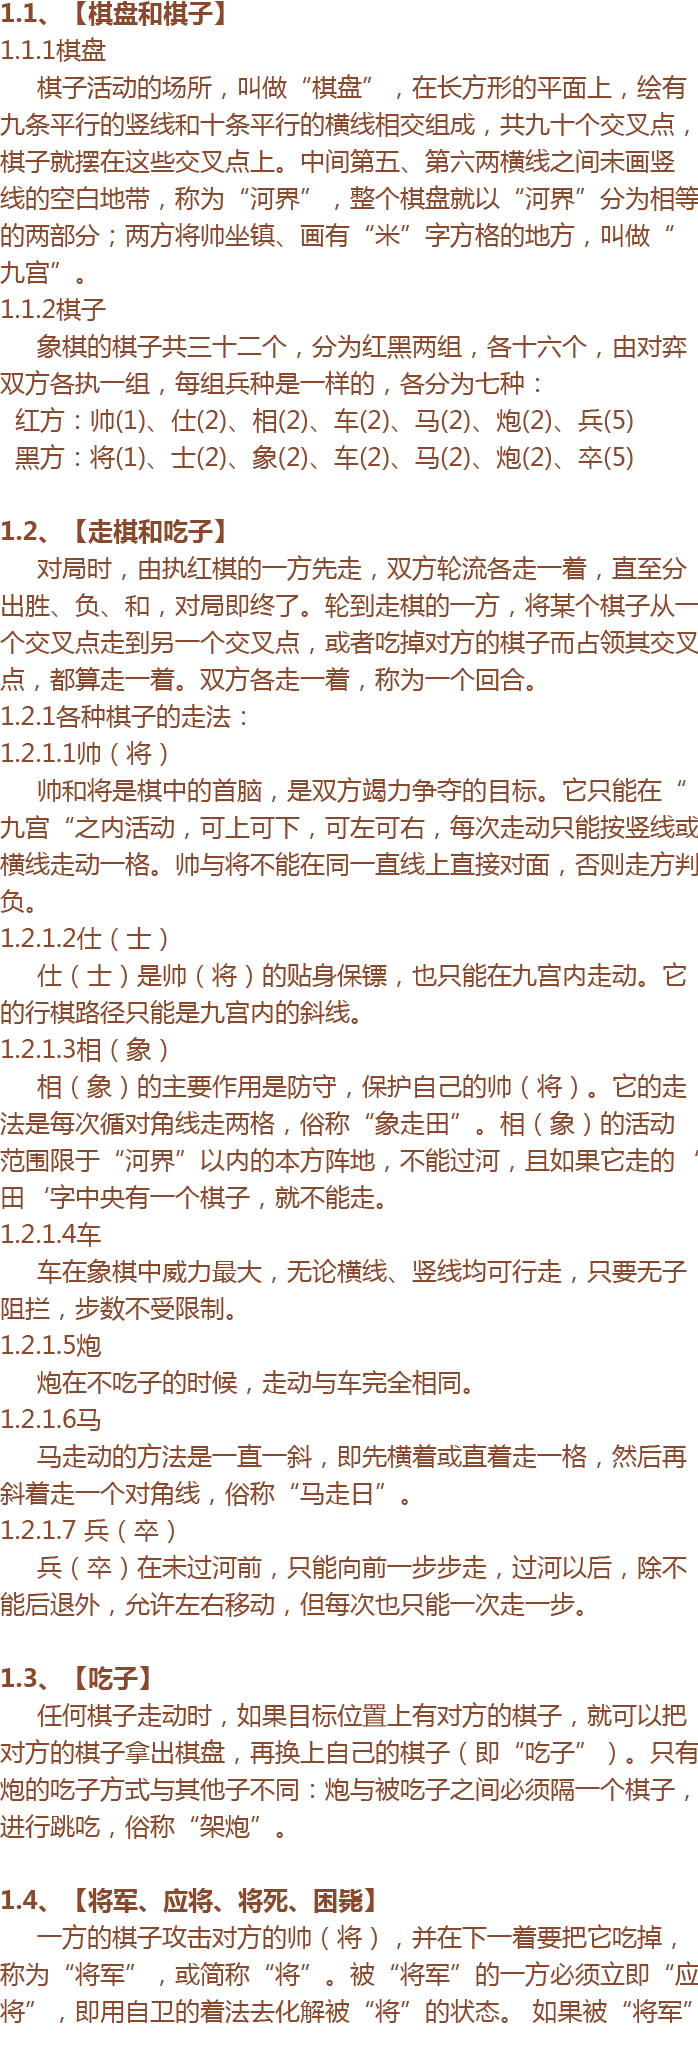 1.1、【棋盘和棋子】
1.1.1棋盘
棋子活动的场所，叫做“棋盘”，在长方形的平面上，绘有
九条平行的竖线和十条平行的横线相交组成，共九十个交叉点，
棋子就摆在这些交叉点上。中间第五、第六两横线之间未画竖
线的空白地带，称为“河界”，整个棋盘就以“河界”分为相等
的两部分；两方将帅坐镇、画有“米”字方格的地方，叫做“
九宫”。
1.1.2棋子
象棋的棋子共三十二个，分为红黑两组，各十六个，由对弈
双方各执一组，每组兵种是一样的，各分为七种：
红方：帅(1)、仕(2)、相(2)、车(2)、马(2)、炮(2)、兵(5)
黑方：将(1)、士(2)、象(2)、车(2)、马(2)、炮(2)、卒(5)
1.2、【走棋和吃子】
对局时，由执红棋的一方先走，双方轮流各走一着，直至分
出胜、负、和，对局即终了。轮到走棋的一方，将某个棋子从一
个交叉点走到另一个交叉点，或者吃掉对方的棋子而占领其交叉
点，都算走一着。双方各走一着，称为一个回合。
1.2.1各种棋子的走法：
1.2.1.1帅（将）
帅和将是棋中的首脑，是双方竭力争夺的目标。它只能在“
九宫“之内活动，可上可下，可左可右，每次走动只能按竖线或
横线走动一格。帅与将不能在同一直线上直接对面，否则走方判
负。
1.2.1.2仕（士）
仕（士）是帅（将）的贴身保镖，也只能在九宫内走动。它
的行棋路径只能是九宫内的斜线。
1.2.1.3相（象）
相（象）的主要作用是防守，保护自己的帅（将）。它的走
法是每次循对角线走两格，俗称“象走田”。相（象）的活动
范围限于“河界”以内的本方阵地，不能过河，且如果它走的‘
田‘字中央有一个棋子，就不能走。
1.2.1.4车
车在象棋中威力最大，无论横线、竖线均可行走，只要无子
阻拦，步数不受限制。
1.2.1.5炮
炮在不吃子的时候，走动与车完全相同。
1.2.1.6马
马走动的方法是一直一斜，即先横着或直着走一格，然后再
斜着走一个对角线，俗称“马走日”。
1.2.1.7 兵（卒）
兵（卒）在未过河前，只能向前一步步走，过河以后，除不
能后退外，允许左右移动，但每次也只能一次走一步。
1.3、【吃子】
任何棋子走动时，如果目标位置上有对方的棋子，就可以把
对方的棋子拿出棋盘，再换上自己的棋子（即“吃子”）。只有
炮的吃子方式与其他子不同：炮与被吃子之间必须隔一个棋子，
进行跳吃，俗称“架炮”。
1.4、【将军、应将、将死、困毙】
一方的棋子攻击对方的帅（将），并在下一着要把它吃掉，
称为“将军”，或简称“将”。被“将军”的一方必须立即“应
将”，即用自卫的着法去化解被“将”的状态。 如果被“将军”